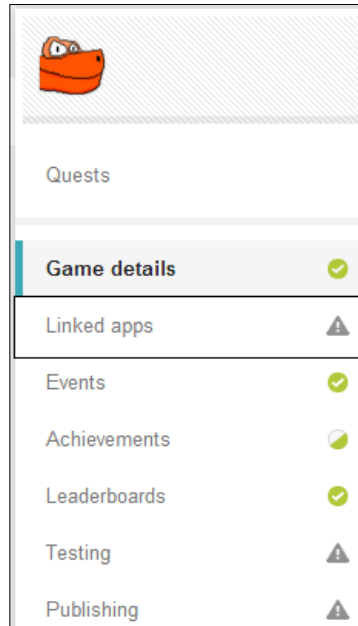 Quests
Game details
Linked apps
Events
Achievements
Leaderboards
Testing
Publishing